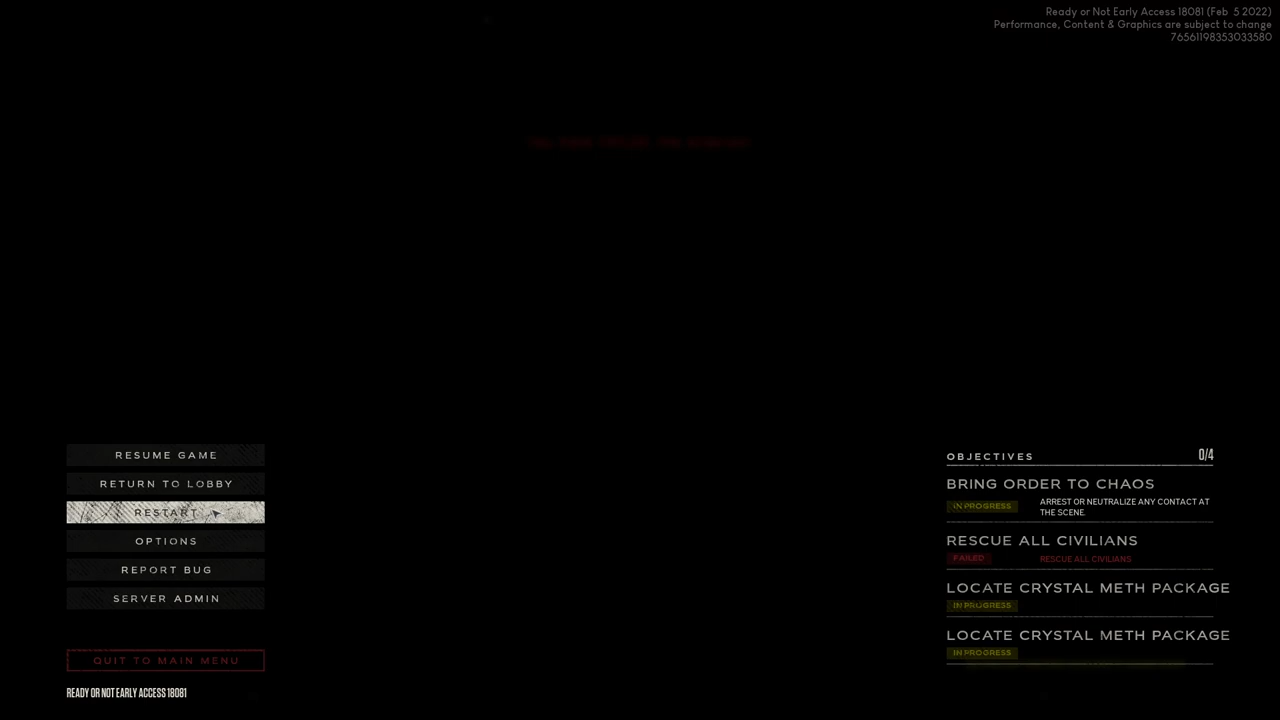 Ready or Not Early Access 18081 (Feb 5 2022)
Performance, Content & Graphics are subject to change
76561198353033580
RESUME GAME
RETURN TO LOBBY
RESTART
OPTIONS
REPORT BUG
SERVER ADMIN
QUIT TO MAIN MENU
READY OR NOT EARLY ACCESS 18081
OBJECTIVES 0/4
BRING ORDER TO CHAOS
IN PROGRESS ARREST OR NEUTRALIZE ANY CONTACT AT
THE SCENE.
RESCUE ALL CIVILIANS
FAILED RESCUE ALL CIVILIANS
LOCATE CRYSTAL METH PACKAGE
IN PROGRESS
LOCATE CRYSTAL METH PACKAGE
IN PROGRESS